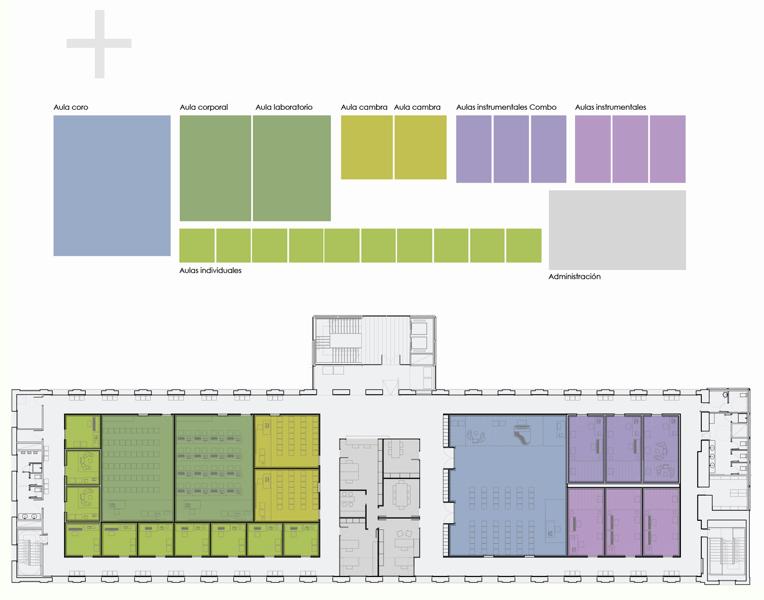 Aula coro
Aula corporal
Aula laboratorio
Aula cambra
Aula cambra
Aulas instrumentales Combo
Aulas instrumentales
Aulas individuales
Administración